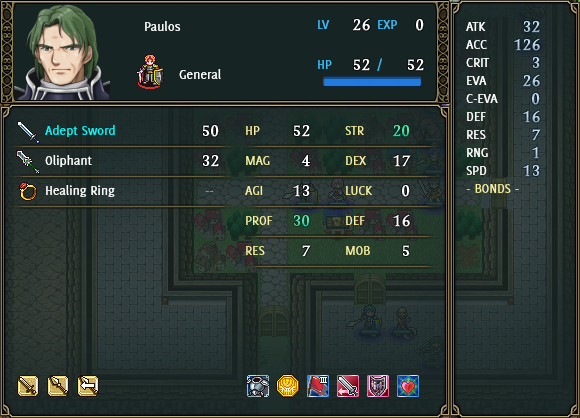 Paulos LV 26 EXP 0
General HP 52 / 52
Adept Sword 50 HP 52 STR 20
Oliphant 32 MAG 4 DEX 17
Healing Ring -- AGI 13 LUCK 0
PROF 30 DEF 16
RES 7 MOB 5
III
ATK 32
ACC 126
CRIT 3
EVA 26
C-EVA 0
DEF 16
RES 7
RNG 1
SPD 13
- BONDS -